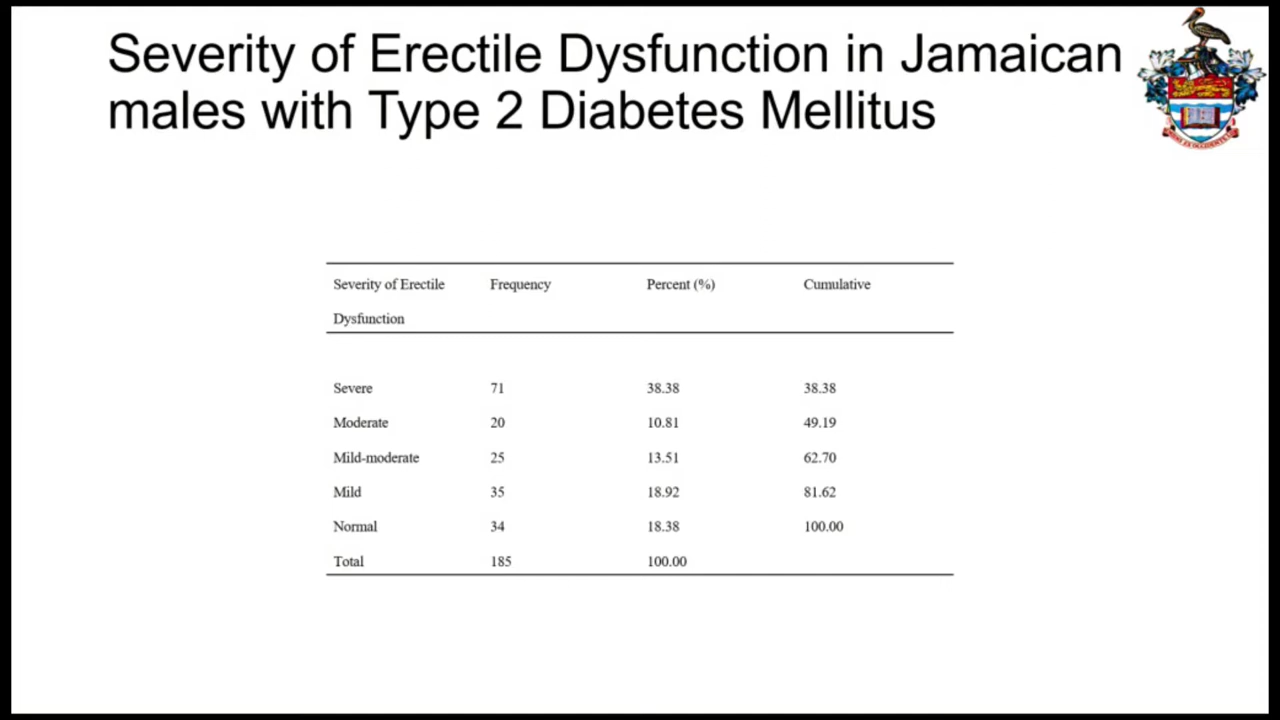 Severity of Erectile Dysfunction in Jamaican
males with Type 2 Diabetes Mellitus
Severity of Erectile Dysfunction Frequency Percent (%) Cumulative
Severe 71 38.38 38.38
Moderate 20 10.81 49.19
Mild-moderate 25 13.51 62.70
Mild 35 18.92 81.62
Normal 34 18.38 100.00
Total 185 100.00